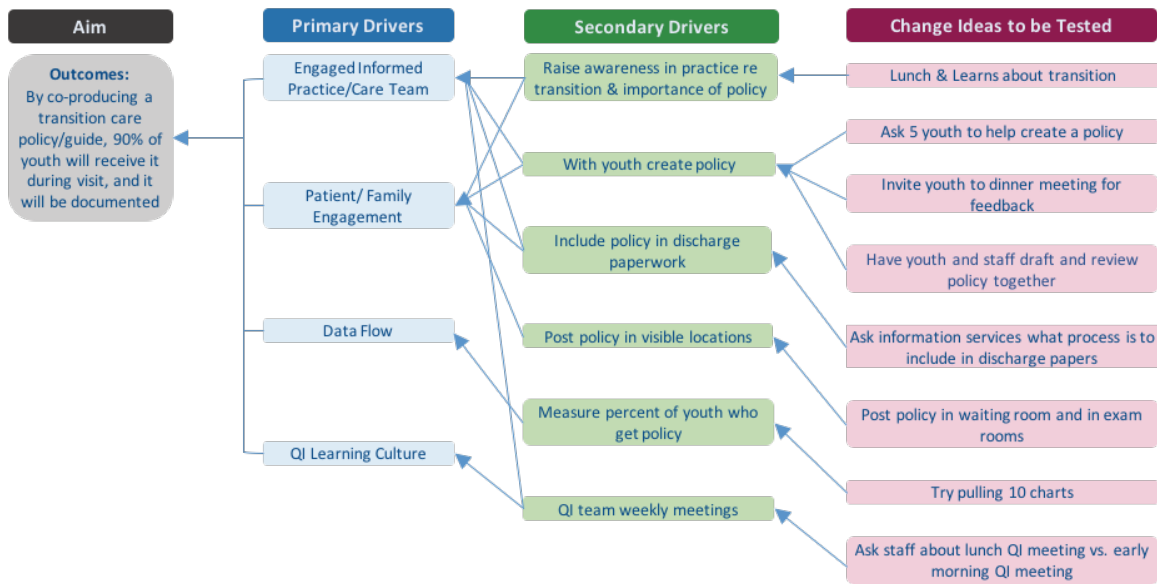 Aim
Primary Drivers
Secondary Drivers
Change Ideas to be Tested
Outcomes:
By co-producing a
transition care
policy/guide, 90% of
youth will receive it
during visit, and it
will be documented
Engaged Informed
Practice/Care Team
Patient/ Family
Engagement
Data Flow
QI Learning Culture
Raise awareness in practice re
transition & importance of policy
With youth create policy
Include policy in discharge
paperwork
Post policy in visible locations
Measure percent of youth who
get policy
QI team weekly meetings
Lunch & Learns about transition
Ask 5 youth to help create a policy
Invite youth to dinner meeting for
feedback
Have youth and staff draft and review
policy together
Ask information services what process is to
include in discharge papers
Post policy in waiting room and in exam
rooms
Try pulling 10 charts
Ask staff about lunch QI meeting vs. early
morning QI meeting